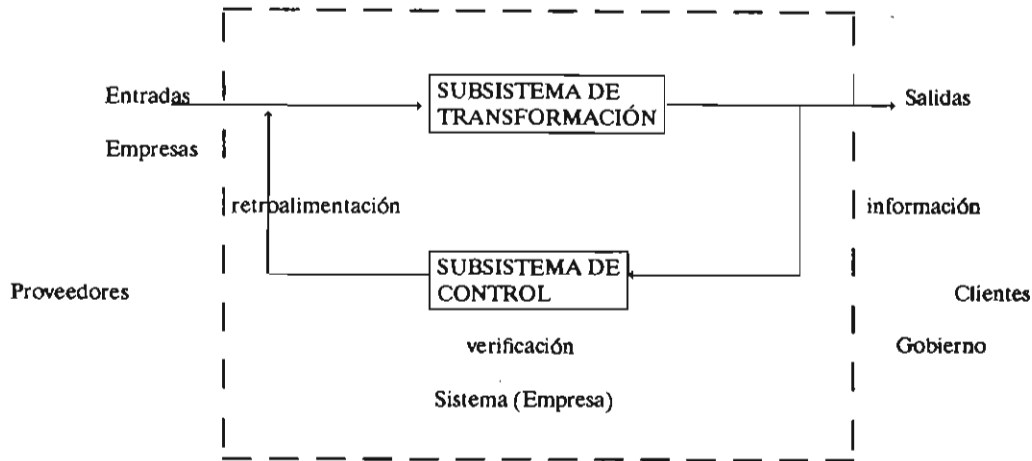 Entradas
SUBSISTEMA DE
TRANSFORMACIÓN
Salidas
Empresas
retroalimentación
información
SUBSISTEMA DE
CONTROL
Proveedores
Clientes
verificación
Gobierno
Sistema (Empresa)